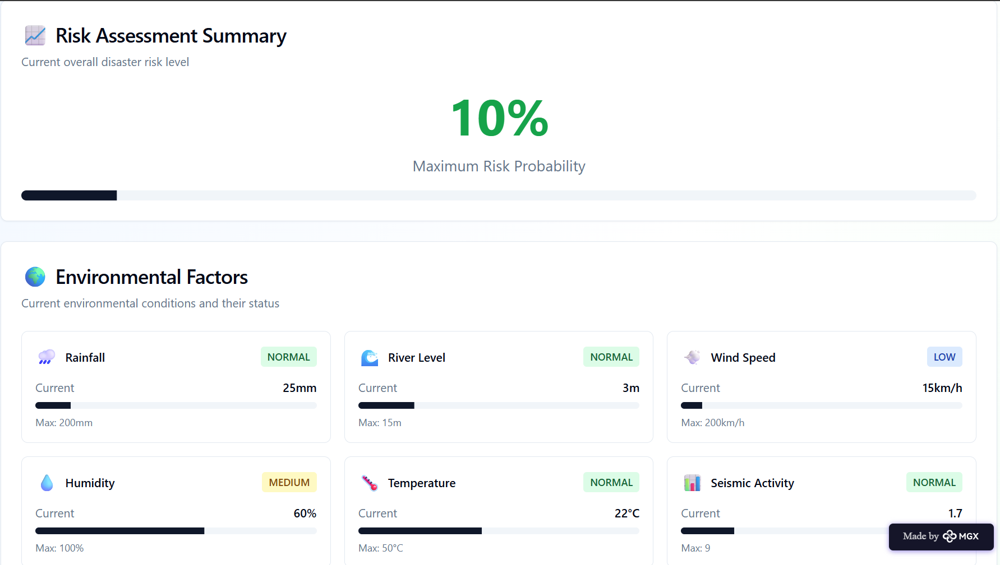 Risk Assessment Summary
Current overall disaster risk level
10%
Maximum Risk Probability
Environmental Factors
Current environmental conditions and their status
Rainfall NORMAL
Current 25mm
Max: 200mm
River Level NORMAL
Current 3m
Max: 15m
Wind Speed LOW
Current 15km/h
Max: 200km/h
Humidity MEDIUM
Current 60%
Max: 100%
Temperature NORMAL
Current 22°C
Max: 50°C
Seismic Activity NORMAL
Current 1.7
Max: 9
Made by MGX